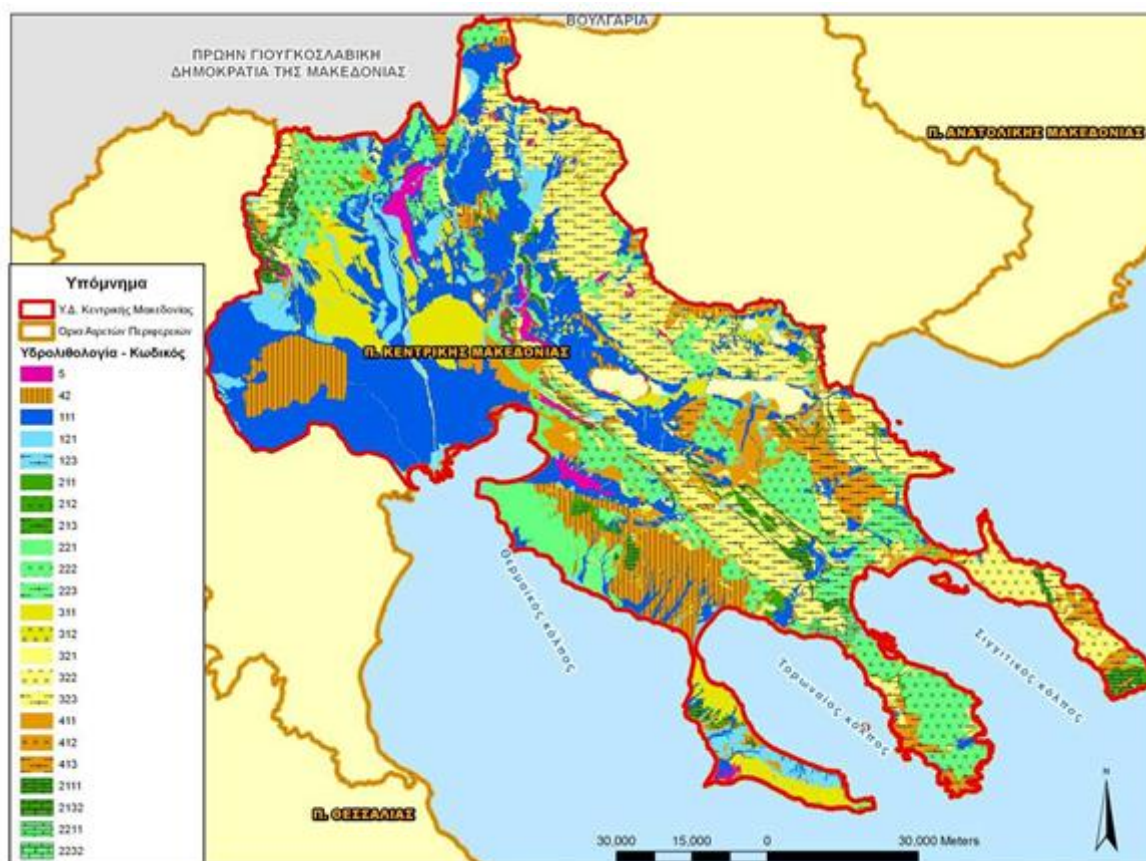 ΒΟΥΛΓΑΡΙΑ
ΠΡΩΗΝ ΓΙΟΥΓΚΟΣΛΑΒΙΚΗ
ΔΗΜΟΚΡΑΤΙΑ ΤΗΣ ΜΑΚΕΔΟΝΙΑΣ
Π. ΑΝΑΤΟΛΙΚΗΣ ΜΑΚΕΔΟΝΙΑΣ
Π. ΚΕΝΤΡΙΚΗΣ ΜΑΚΕΔΟΝΙΑΣ
Θερμαϊκός κόλπος
Τορωναίος κόλπος
Σιγγιτικός κόλπος
Π. ΘΕΣΣΑΛΙΑΣ
Υπόμνημα
Υ.Δ. Κεντρικής Μακεδονίας
Όρια Αιρετών Περιφερειών
Υδρολιθολογία - Κωδικός
5
42
111
121
123
211
212
213
221
222
223
311
312
321
322
323
411
412
413
2111
2132
2211
2232
N
30,000 15,000 0 30,000 Meters